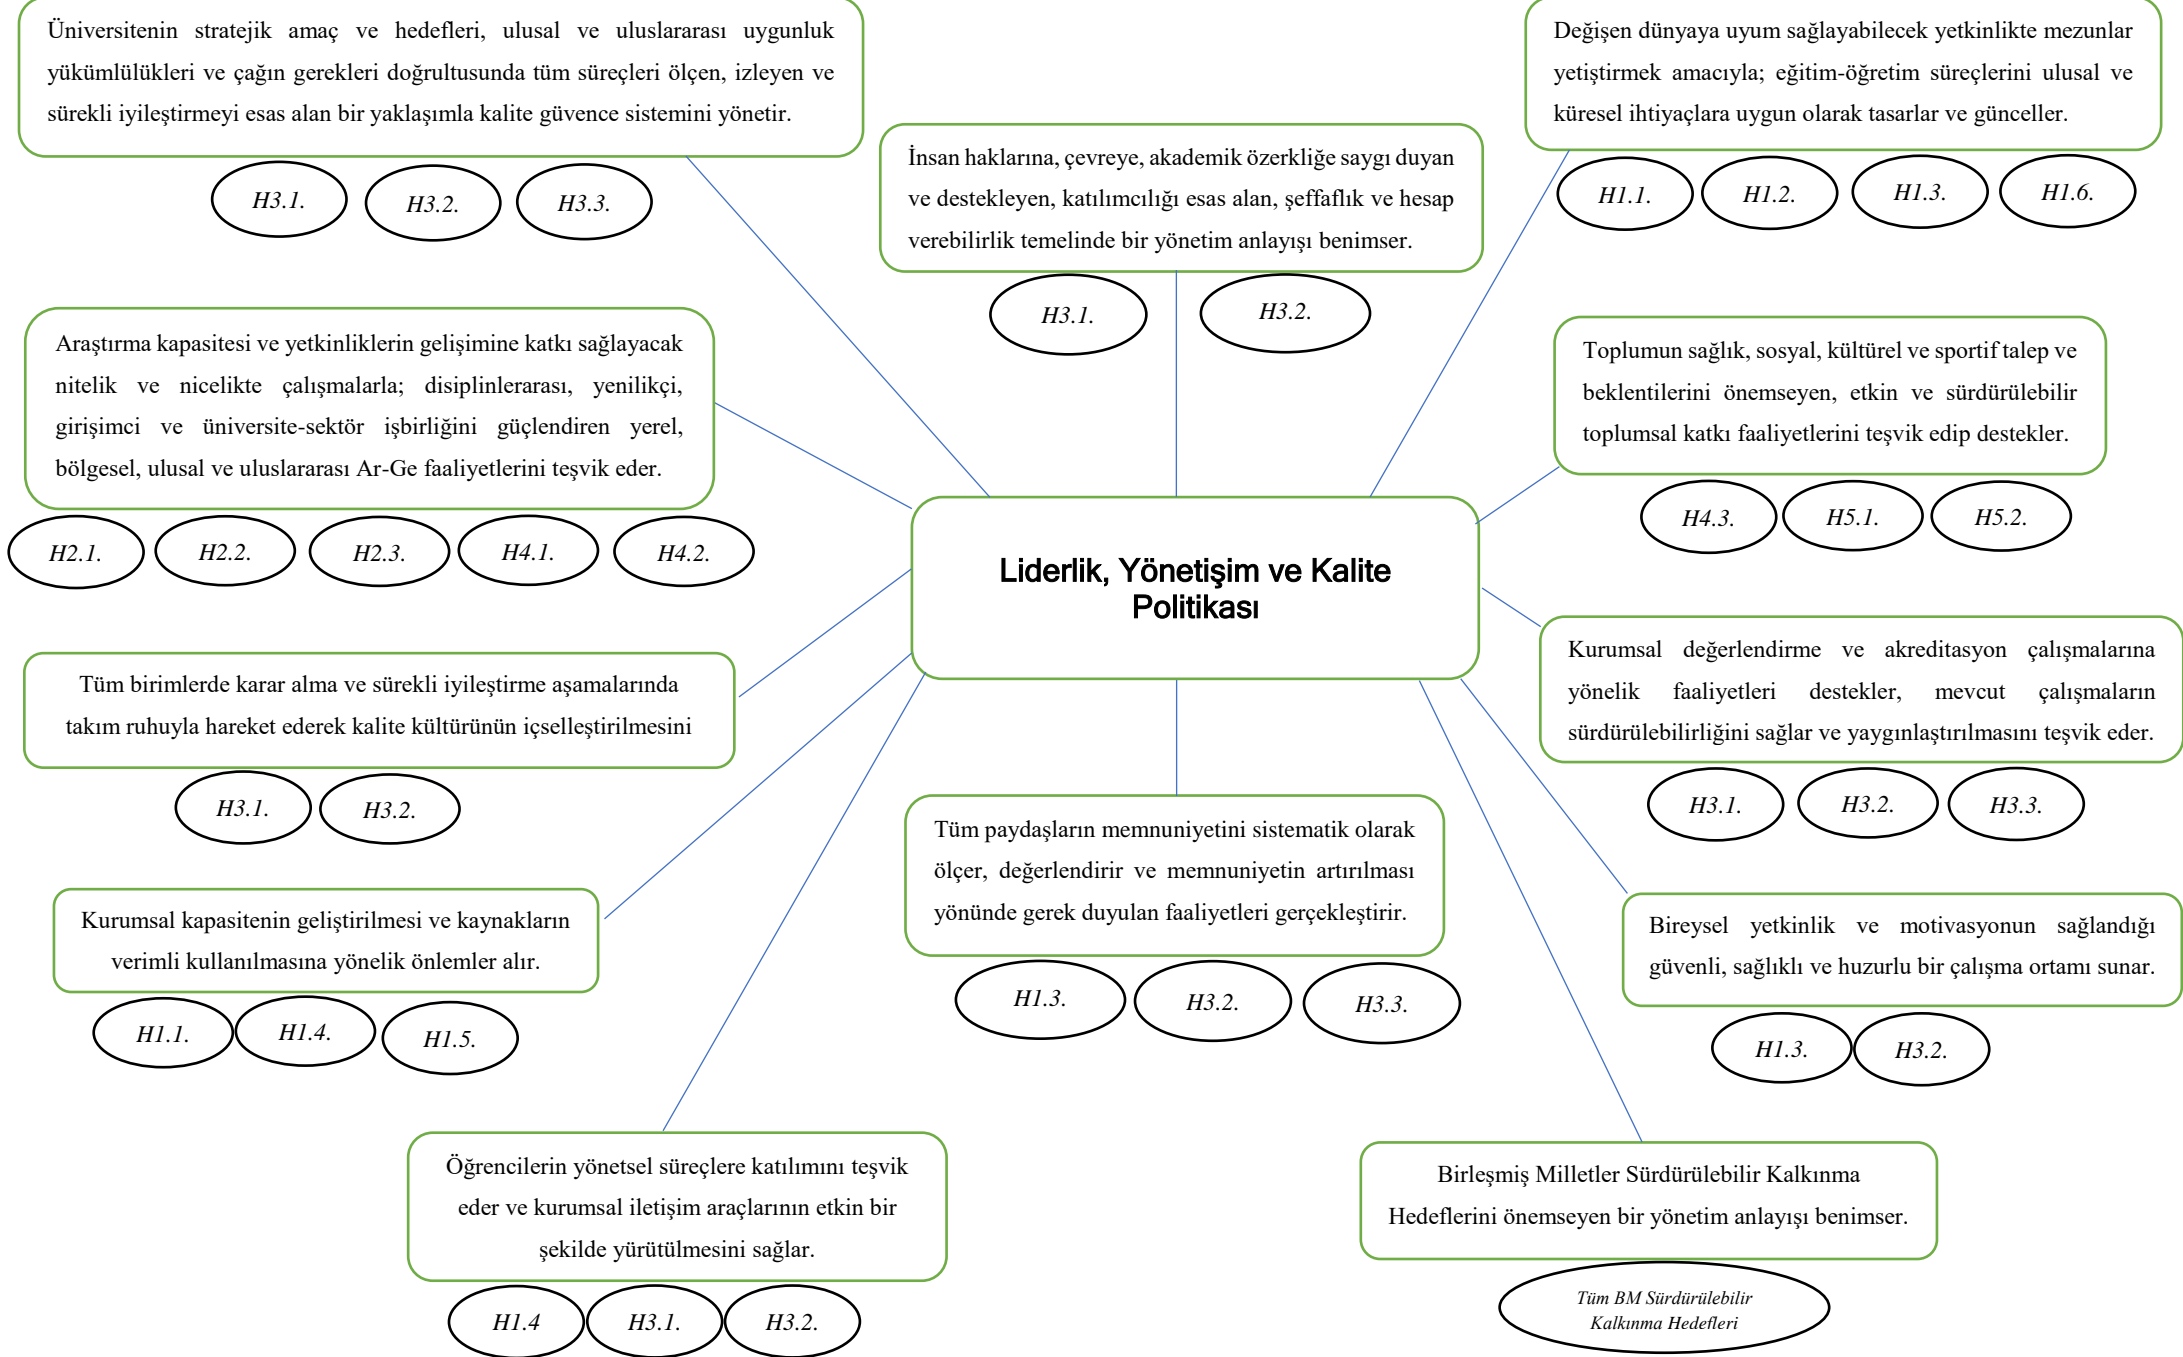 Üniversitenin stratejik amaç ve hedefleri, ulusal ve uluslararası uygunluk
yükümlülükleri ve çağın gerekleri doğrultusunda tüm süreçleri ölçen, izleyen ve
sürekli iyileştirmeyi esas alan bir yaklaşımla kalite güvence sistemini yönetir.
H3.1.
H3.2.
H3.3.
İnsan haklarına, çevreye, akademik özerkliğe saygı duyan
ve destekleyen, katılımcılığı esas alan, şeffaflık ve hesap
verebilirlik temelinde bir yönetim anlayışı benimser.
H3.1.
H3.2.
Değişen dünyaya uyum sağlayabilecek yetkinlikte mezunlar
yetiştirmek amacıyla; eğitim-öğretim süreçlerini ulusal ve
küresel ihtiyaçlara uygun olarak tasarlar ve günceller.
H1.1.
H1.2.
H1.3.
H1.6.
Araştırma kapasitesi ve yetkinliklerin gelişimine katkı sağlayacak
nitelik ve nicelikte çalışmalarla; disiplinlerarası, yenilikçi,
girişimci ve üniversite-sektör işbirliğini güçlendiren yerel,
bölgesel, ulusal ve uluslararası Ar-Ge faaliyetlerini teşvik eder.
H2.1.
H2.2.
H2.3.
H4.1.
H4.2.
Toplumun sağlık, sosyal, kültürel ve sportif talep ve
beklentilerini önemseyen, etkin ve sürdürülebilir
toplumsal katkı faaliyetlerini teşvik edip destekler.
H4.3.
H5.1.
H5.2.
Liderlik, Yönetişim ve Kalite
Politikası
Tüm birimlerde karar alma ve sürekli iyileştirme aşamalarında
takım ruhuyla hareket ederek kalite kültürünün içselleştirilmesini
H3.1.
H3.2.
Kurumsal değerlendirme ve akreditasyon çalışmalarına
yönelik faaliyetleri destekler, mevcut çalışmaların
sürdürülebilirliğini sağlar ve yaygınlaştırılmasını teşvik eder.
H3.1.
H3.2.
H3.3.
Kurumsal kapasitenin geliştirilmesi ve kaynakların
verimli kullanılmasına yönelik önlemler alır.
H1.1.
H1.4.
H1.5.
Tüm paydaşların memnuniyetini sistematik olarak
ölçer, değerlendirir ve memnuniyetin artırılması
yönünde gerek duyulan faaliyetleri gerçekleştirir.
H1.3.
H3.2.
H3.3.
Bireysel yetkinlik ve motivasyonun sağlandığı
güvenli, sağlıklı ve huzurlu bir çalışma ortamı sunar.
H1.3.
H3.2.
Öğrencilerin yönetsel süreçlere katılımını teşvik
eder ve kurumsal iletişim araçlarının etkin bir
şekilde yürütülmesini sağlar.
H1.4
H3.1.
H3.2.
Birleşmiş Milletler Sürdürülebilir Kalkınma
Hedeflerini önemseyen bir yönetim anlayışı benimser.
Tüm BM Sürdürülebilir
Kalkınma Hedefleri